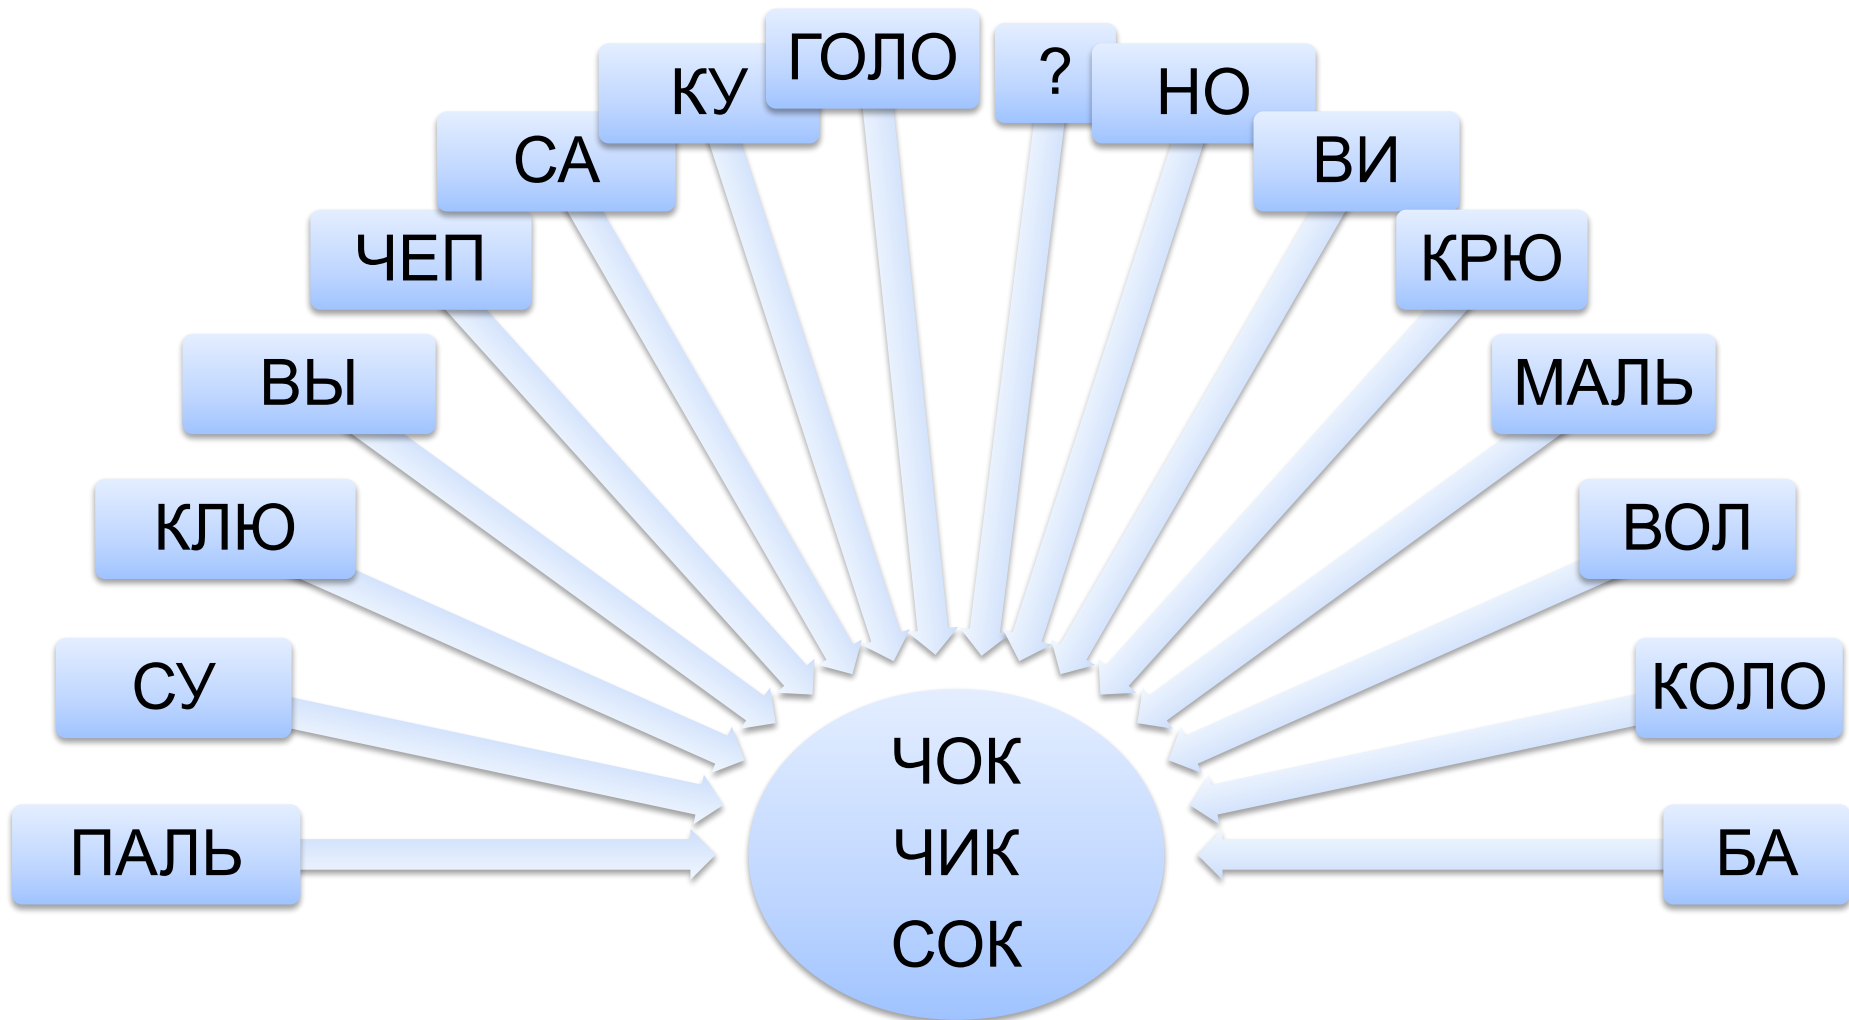 ПАЛЬ
СУ
КЛЮ
ВЫ
ЧЕП
СА
КУ
ГОЛО
?
НО
ВИ
КРЮ
МАЛЬ
ВОЛ
КОЛО
БА
ЧОК
ЧИК
СОК